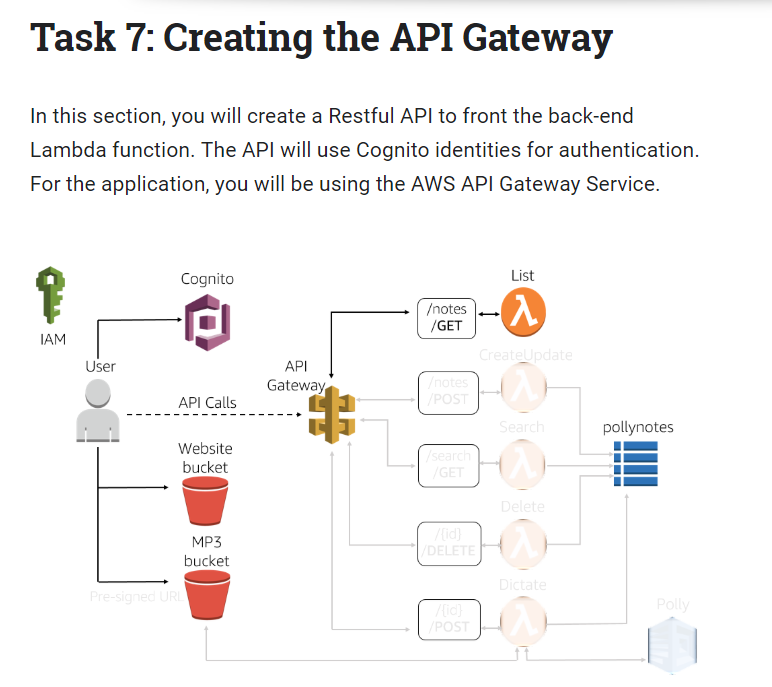 Task 7: Creating the API Gateway
In this section, you will create a Restful API to front the back-end
Lambda function. The API will use Cognito identities for authentication.
For the application, you will be using the AWS API Gateway Service.
IAM
Cognito
User
API Calls
API
Gateway
Website
bucket
MP3
bucket
Pre-signed URL
List
/notes
/GET
CreateUpdate
/notes
/POST
Search
/search
/GET
Delete
/{id}
/DELETE
Dictate
/{id}
/POST
pollynotes
Polly